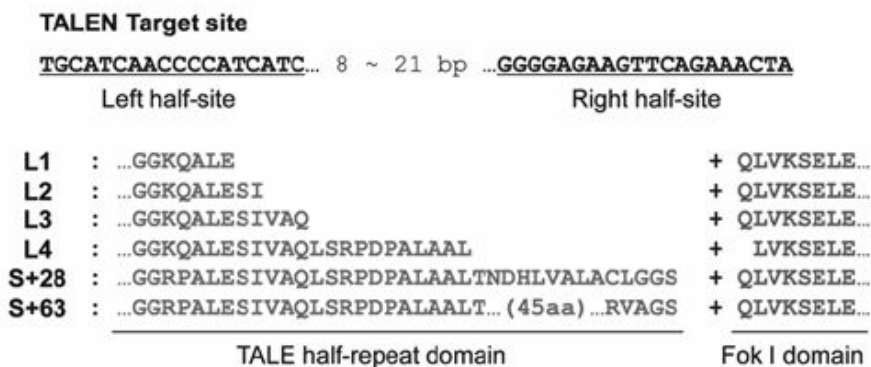 TALEN Target site
TGCATCAACCCCATCATC… 8 ~ 21 bp …GGGGAGAAGTTCAGAAACTA
Left half-site Right half-site
L1 : …GGKQALE + QLVKSELE…
L2 : …GGKQALESI QLVKSELE…
L3 : …GGKQALESIVAQ + QLVKSELE…
L4 : …GGKQALESIVAQLSRPDPALAAL + LVKSELE…
S+28 : …GGRPALESIVAQLSRPDPALAALTNDHLVALACLGGS + QLVKSELE…
S+63 : …GGRPALESIVAQLSRPDPALAALT…(45aa)…RVAGS + QLVKSELE…
TALE half-repeat domain Fok I domain